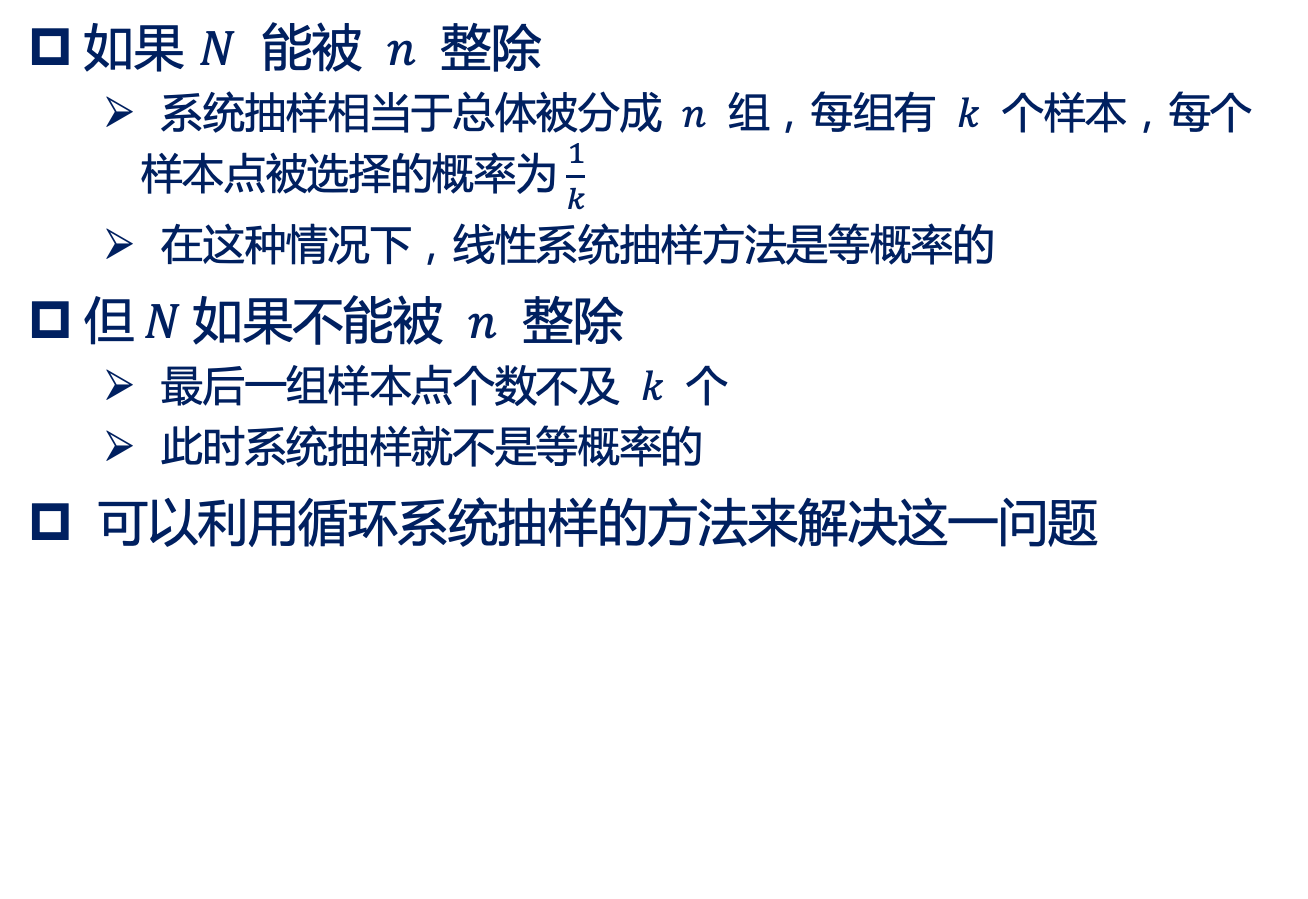 如果 N 能被 n 整除
系统抽样相当于总体被分成 n 组，每组有 k 个样本，每个
样本点被选择的概率为 1/k
在这种情况下，线性系统抽样方法是等概率的
但 N 如果不能被 n 整除
最后一组样本点个数不及 k 个
此时系统抽样就不是等概率的
可以利用循环系统抽样的方法来解决这一问题